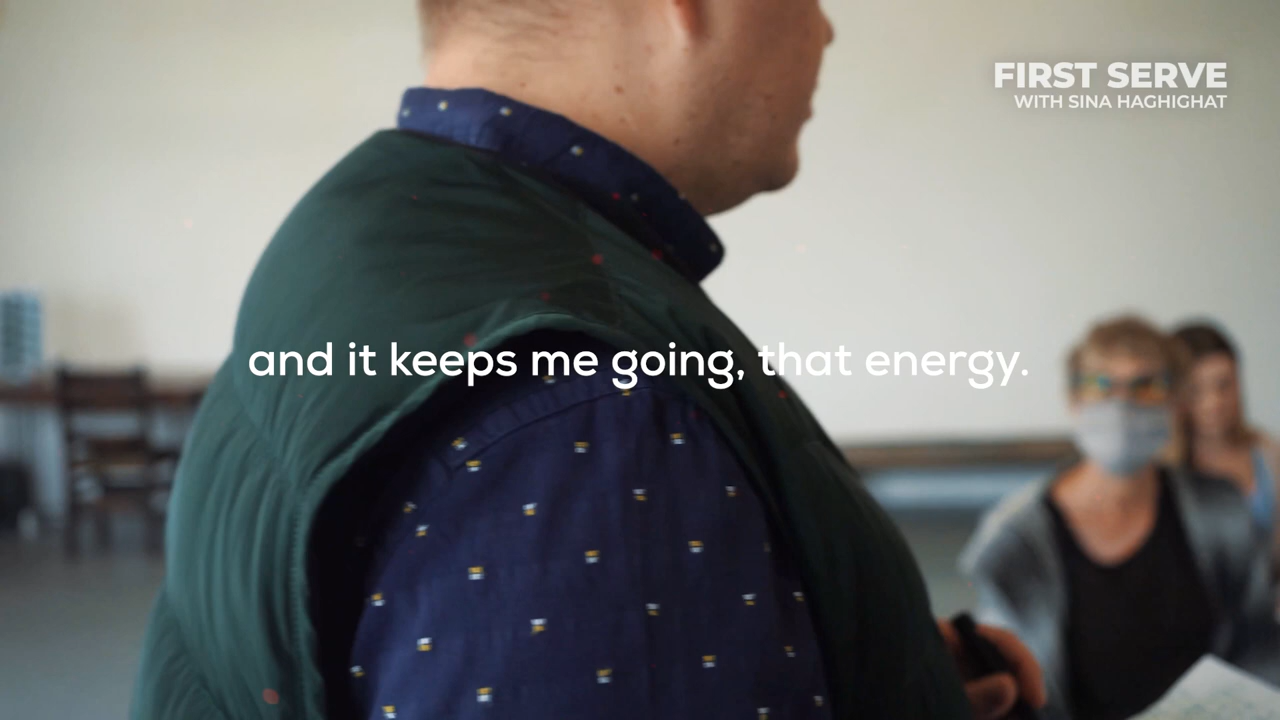 FIRST SERVE
WITH SINA HAGHIGHAT
and it keeps me going, that energy.